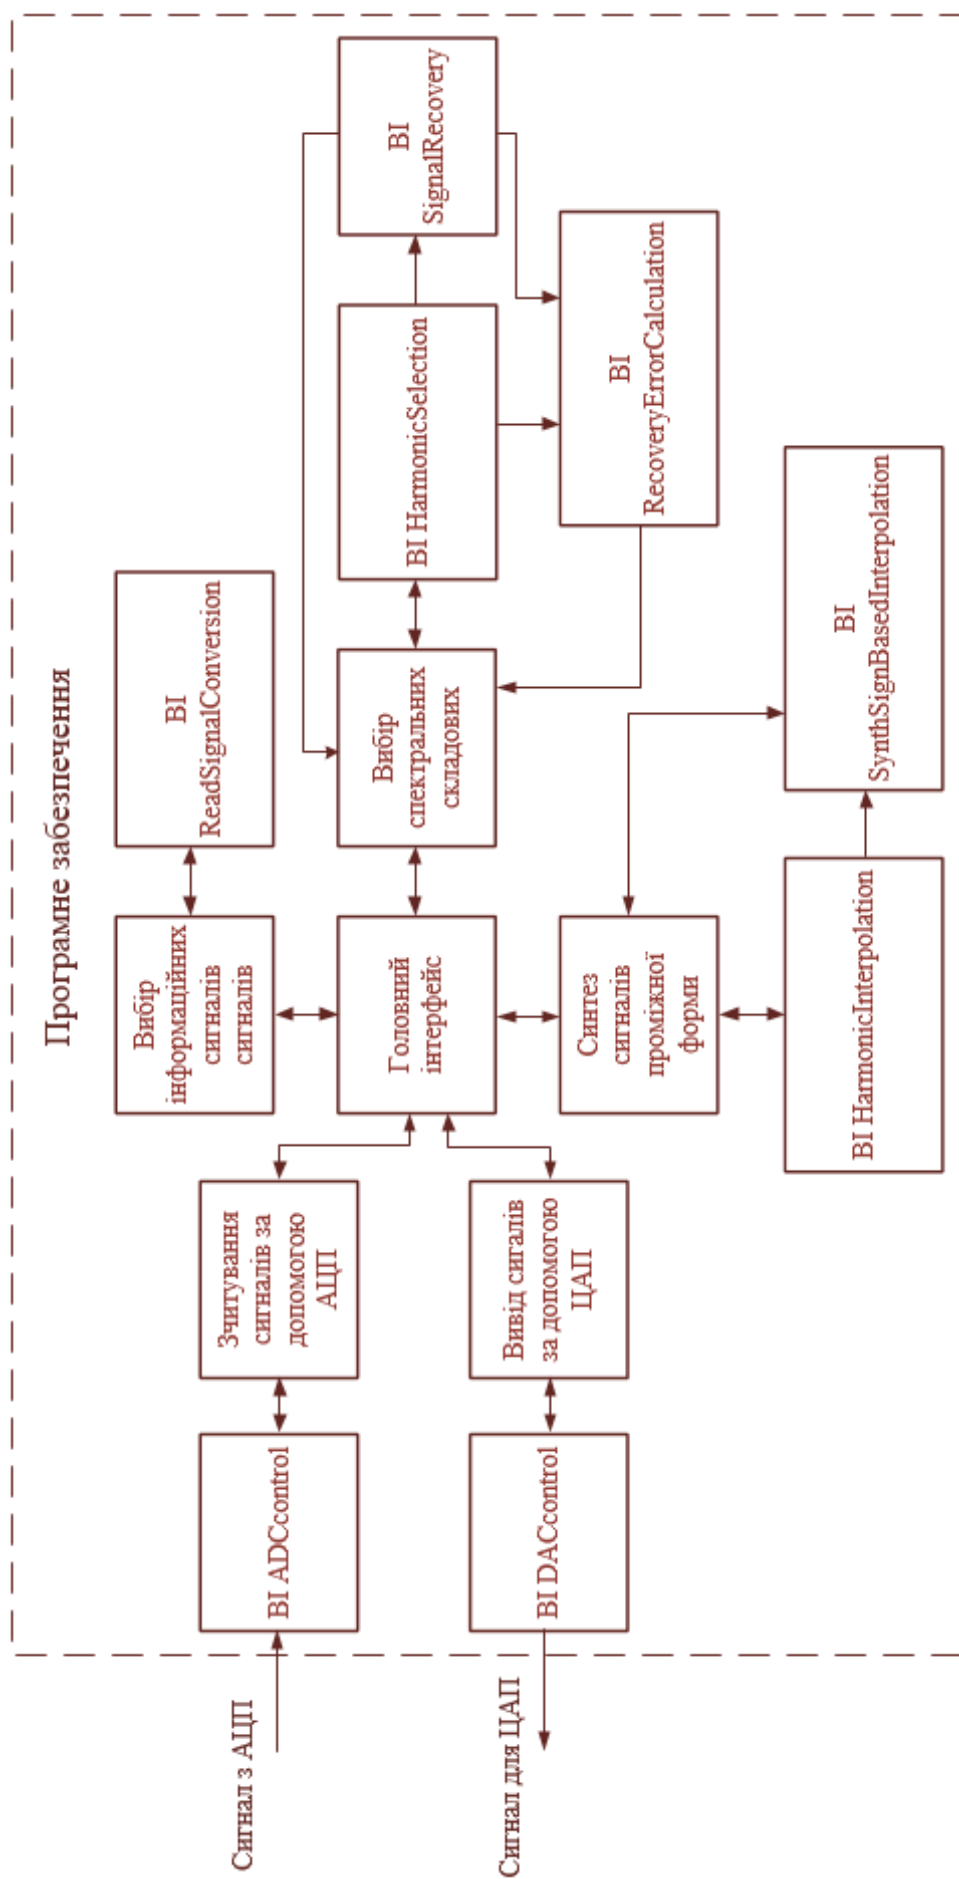 Програмне забезпечення
Сигнал з АЦП
BI ADCcontrol
Зчитування
сигналів за
допомогою
АЦП
Вибір
інформаційних
сигналів
сигналів
BI
ReadSignalConversion
Сигнал для ЦАП
BI DACcontrol
Вивід сигалів
за допомогою
ЦАП
Головний
інтерфейс
Вибір
спектральних
складових
BI HarmonicSelection
BI
SignalRecovery
Синтез
сигналів
проміжної
форми
BI
RecoveryErrorCalculation
BI HarmonicInterpolation
BI
SynthSignBasedInterpolation